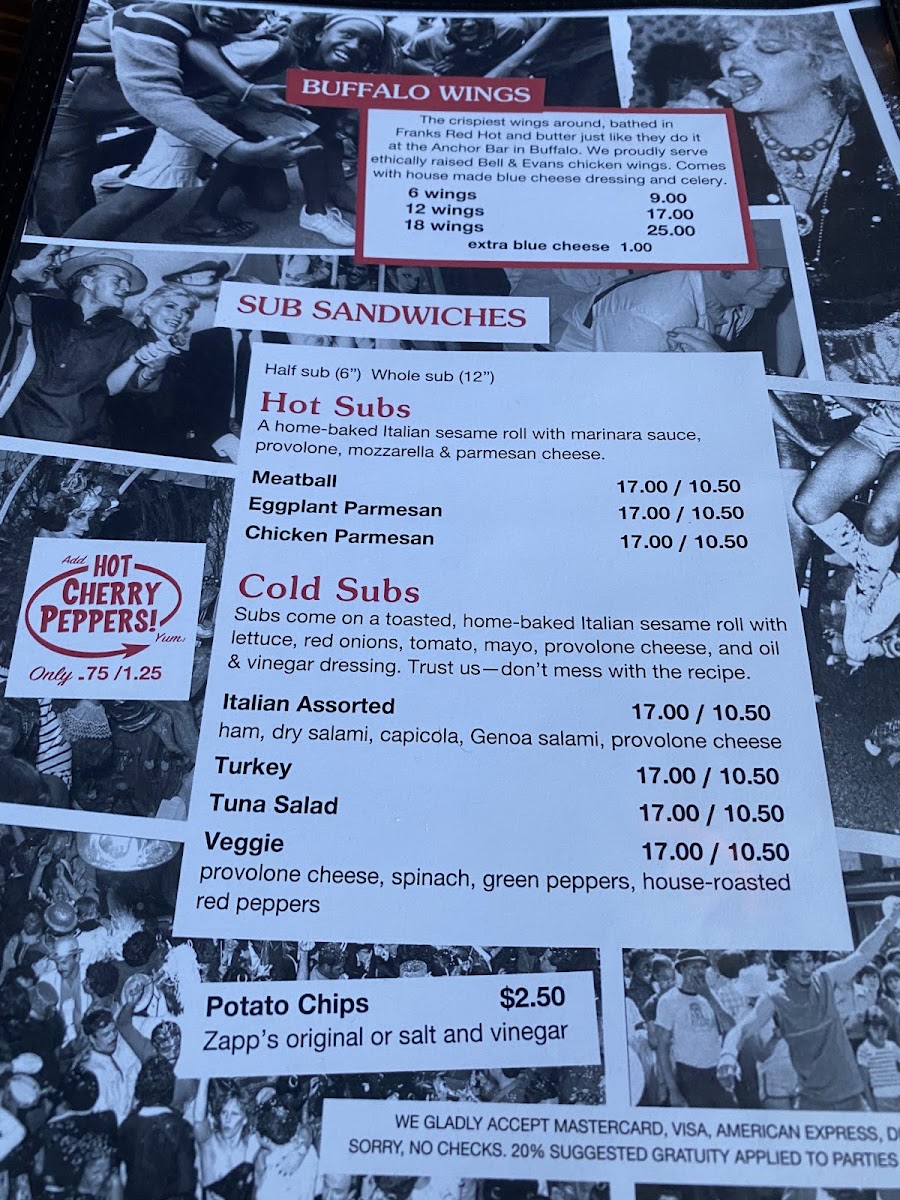 BUFFALO WINGS
The crispiest wings around, bathed in
Franks Red Hot and butter just like they do it
at the Anchor Bar in Buffalo. We proudly serve
ethically raised Bell & Evans chicken wings. Comes
with house made blue cheese dressing and celery.
6 wings 9.00
12 wings 17.00
18 wings 25.00
extra blue cheese 1.00
SUB SANDWICHES
Half sub (6”) Whole sub (12”)
Hot Subs
A home-baked Italian sesame roll with marinara sauce,
provolone, mozzarella & parmesan cheese.
Meatball 17.00 / 10.50
Eggplant Parmesan 17.00 / 10.50
Chicken Parmesan 17.00 / 10.50
Add HOT
CHERRY
PEPPERS!
Yum
Only .75 /1.25
Cold Subs
Subs come on a toasted, home-baked Italian sesame roll with
lettuce, red onions, tomato, mayo, provolone cheese, and oil
& vinegar dressing. Trust us—don’t mess with the recipe.
Italian Assorted 17.00 / 10.50
ham, dry salami, capicola, Genoa salami, provolone cheese
Turkey 17.00 / 10.50
Tuna Salad 17.00 / 10.50
Veggie 17.00 / 10.50
provolone cheese, spinach, green peppers, house-roasted
red peppers
Potato Chips $2.50
Zapp’s original or salt and vinegar
WE GLADLY ACCEPT MASTERCARD, VISA, AMERICAN EXPRESS,
SORRY, NO CHECKS. 20% SUGGESTED GRATUITY APPLIED TO PARTIES